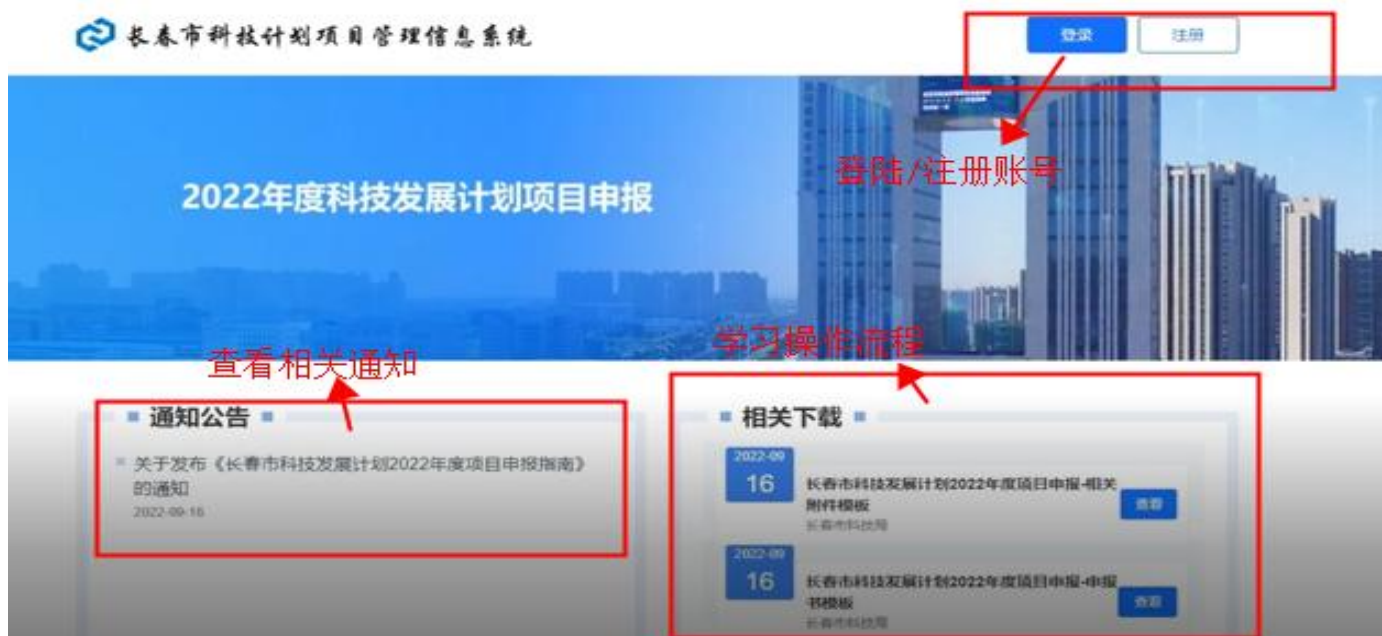 长春市科技计划项目管理信息系统
登录
注册
登陆/注册账号
2022年度科技发展计划项目申报
学习操作流程
查看相关通知
通知公告
关于发布《长春市科技发展计划2022年度项目申报指南》
的通知
2022-09-16
相关下载
2022-09
16
长春市科技发展计划2022年度项目申报-相关
附件模板
长春市科技局
查看
2022-09
16
长春市科技发展计划2022年度项目申报-申报
书模板
长春市科技局
查看